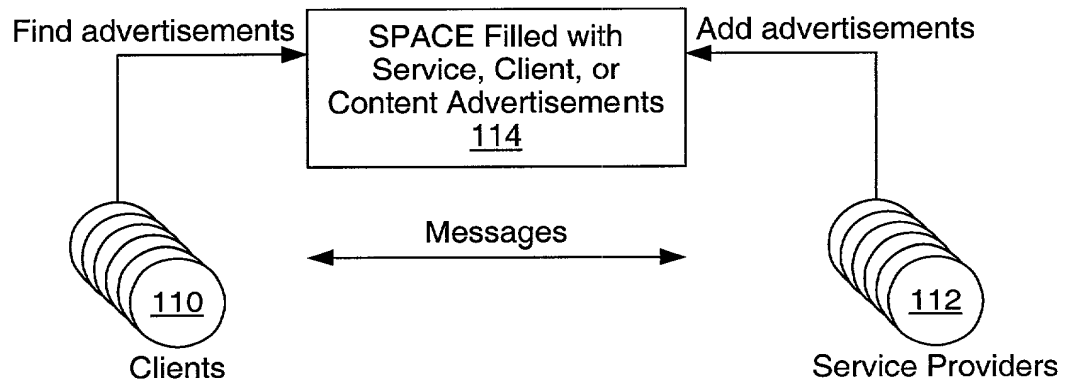 Find advertisements
SPACE Filled with
Service, Client, or
Content Advertisements
114
Add advertisements
Messages
110
Clients
112
Service Providers